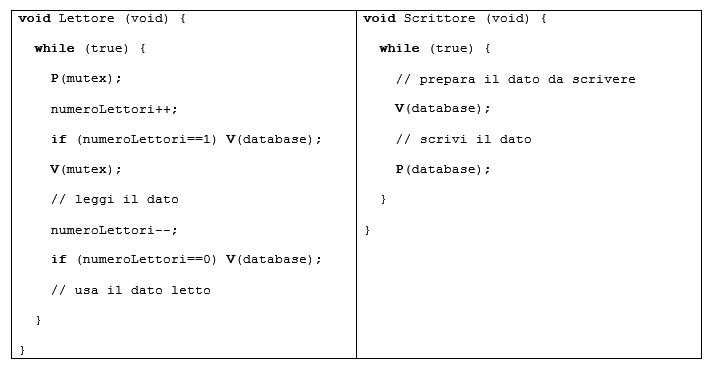 void Lettore (void) {
while (true) {
P(mutex);
numeroLettori++;
if (numeroLettori==1) V(database);
V(mutex);
// leggi il dato
numeroLettori--;
if (numeroLettori==0) V(database);
// usa il dato letto
}
}
void Scrittore (void) {
while (true) {
// prepara il dato da scrivere
V(database);
// scrivi il dato
P(database);
}
}